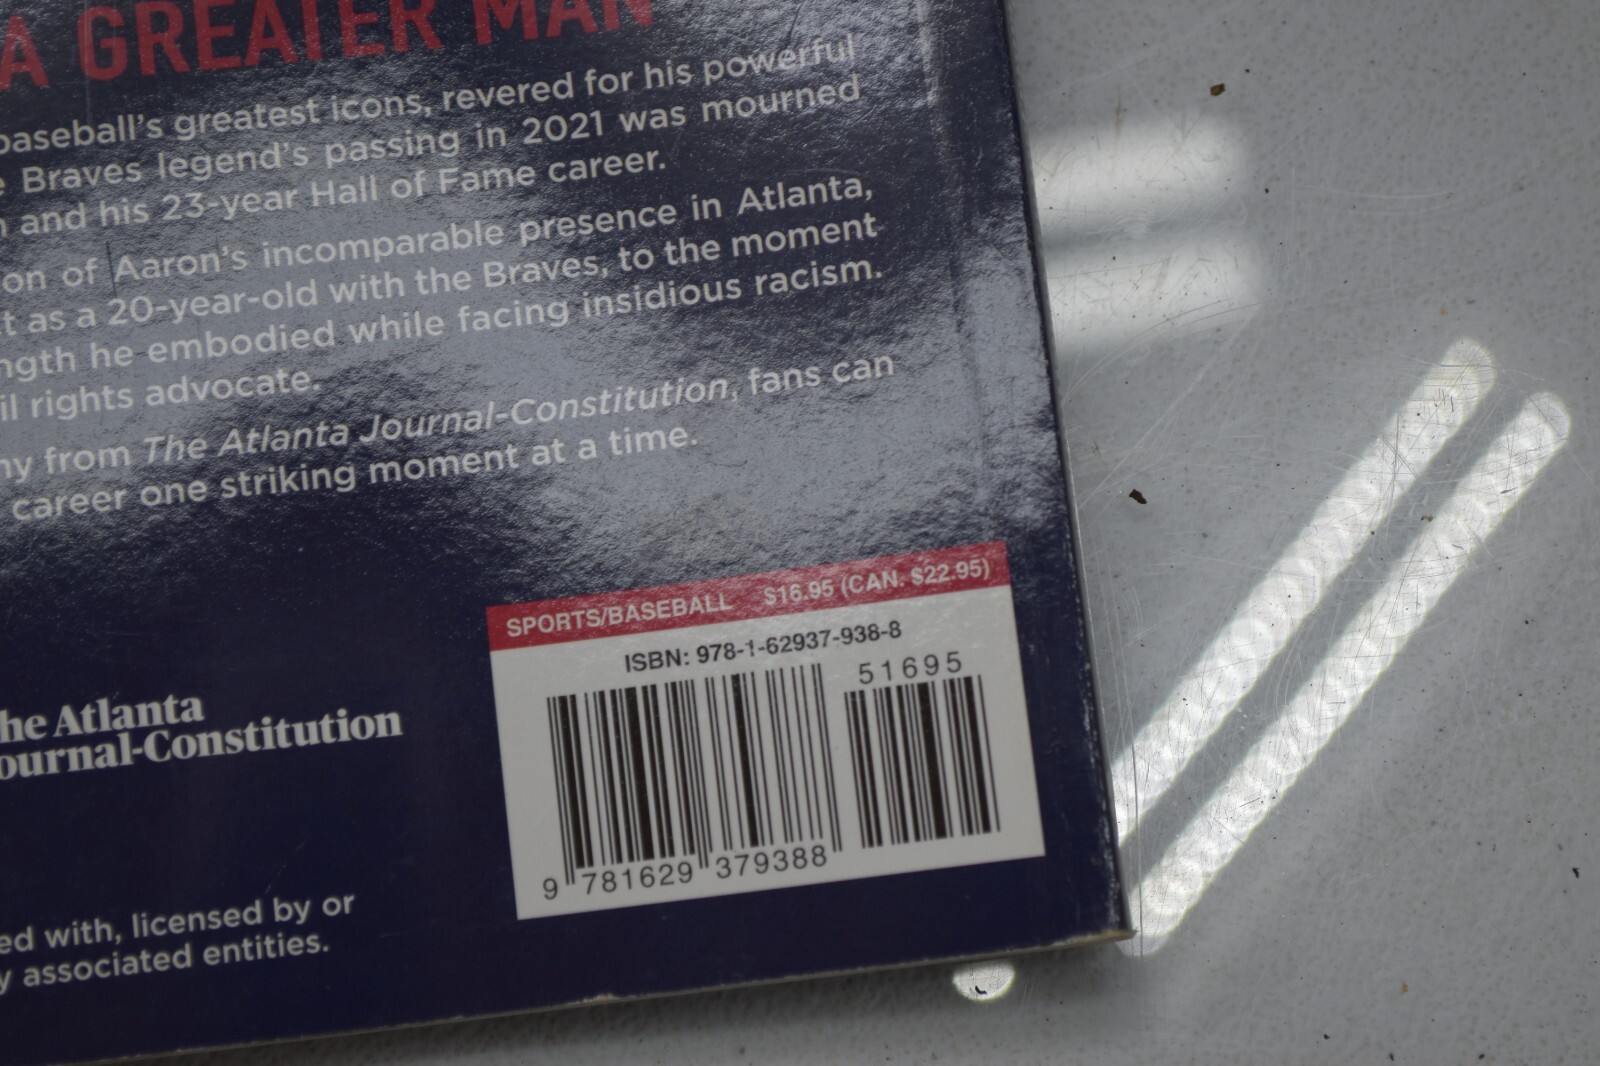 A GREATER MAN
baseball's greatest icons, revered for his powerful
e Braves legend's passing in 2021 was mourned
n and his 23-year Hall of Fame career.
on of Aaron's incomparable presence in Atlanta,
t as a 20-year-old with the Braves, to the moment
ngth he embodied while facing insidious racism.
il rights advocate.
ny from The Atlanta Journal-Constitution, fans can
career one striking moment at a time.
SPORTS/BASEBALL $16.95 (CAN. $22.95)
ISBN: 978-1-62937-938-8
51695
9 781629 379388
he Atlanta
ournal-Constitution
ed with, licensed by or
y associated entities.